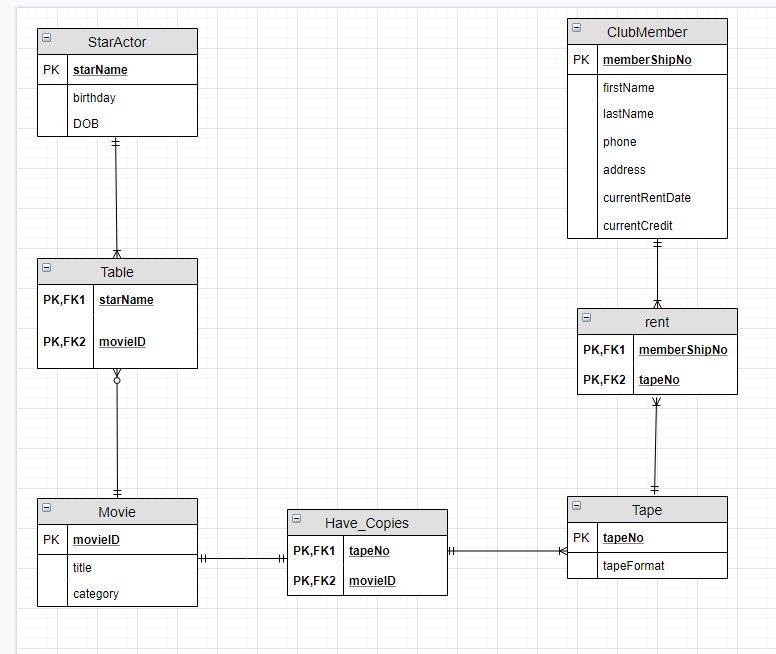 StarActor
PK starName
birthday
DOB
ClubMember
PK memberShipNo
firstName
lastName
phone
address
currentRentDate
currentCredit
Table
PK,FK1 starName
PK,FK2 movieID
rent
PK,FK1 memberShipNo
PK,FK2 tapeNo
Movie
PK movieID
title
category
Have_Copies
PK,FK1 tapeNo
PK,FK2 movieID
Tape
PK tapeNo
tapeFormat